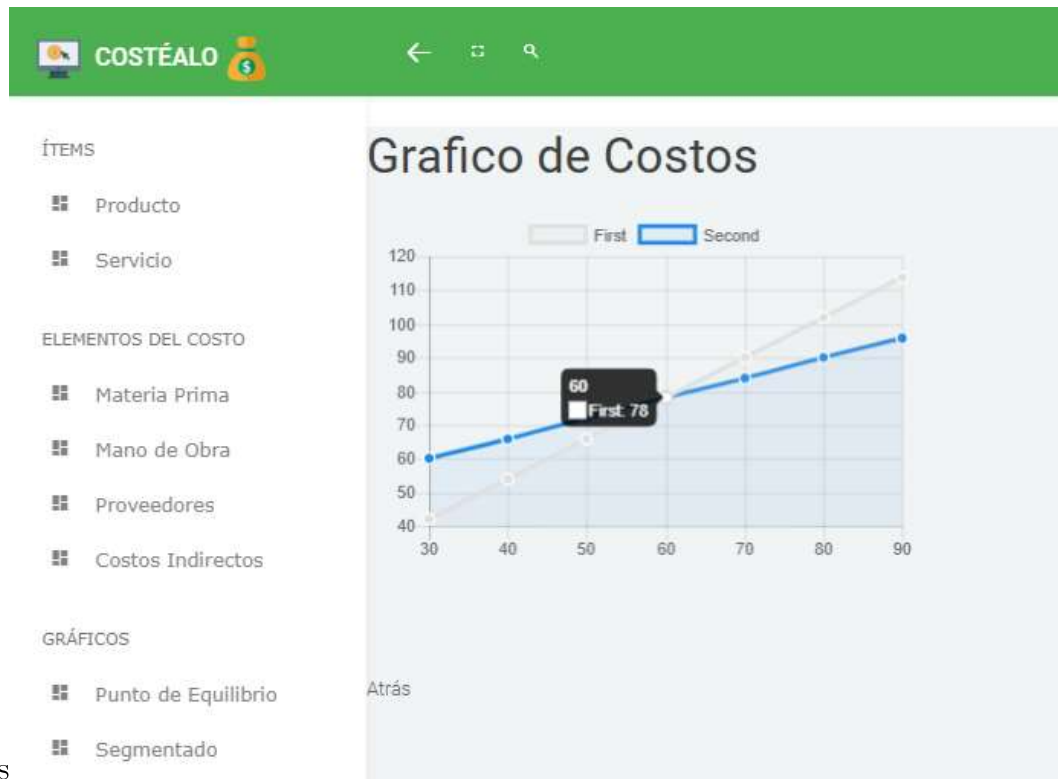 COSTÉALO
ÍTEMS
Producto
Servicio
ELEMENTOS DEL COSTO
Materia Prima
Mano de Obra
Proveedores
Costos Indirectos
GRÁFICOS
Punto de Equilibrio
Segmentado
Grafico de Costos
First Second
120
110
100
90
80
70
60
50
40
60
First: 78
30 40 50 60 70 80 90
Atrás
s